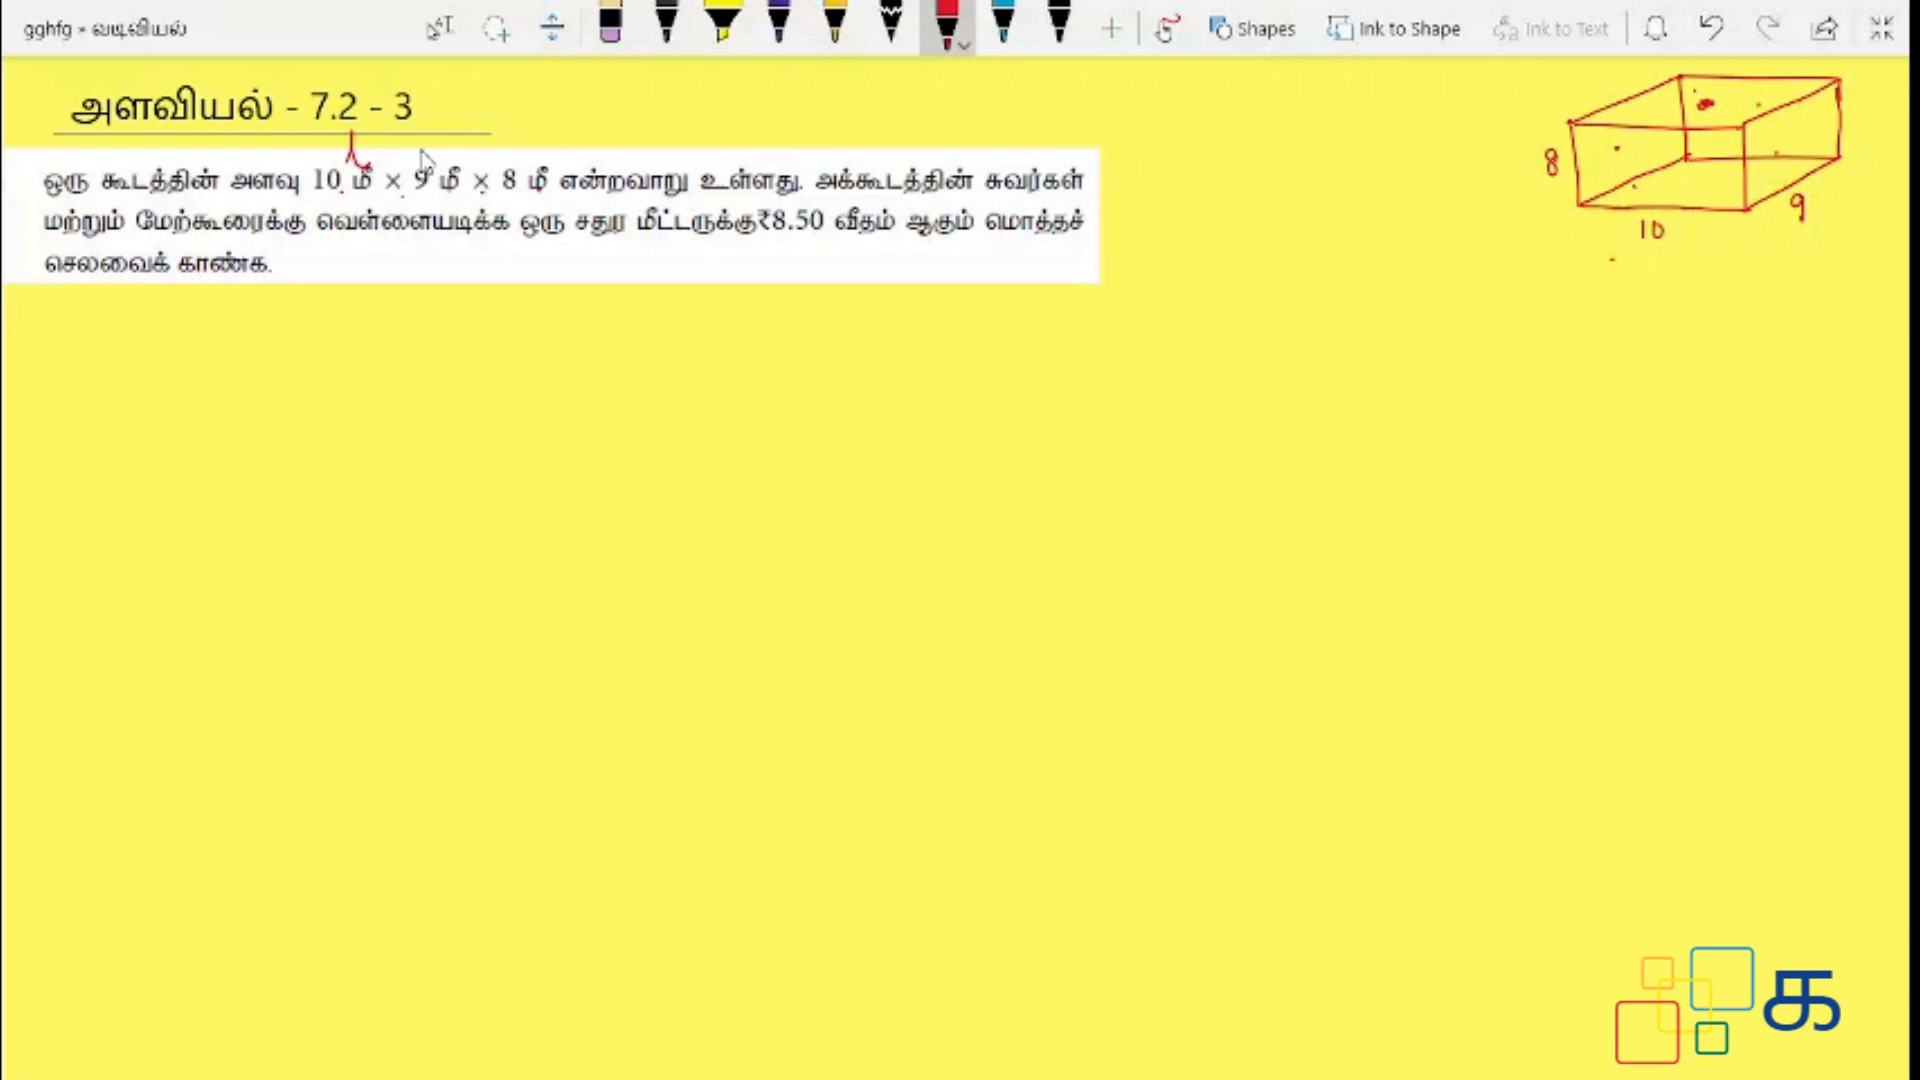 gghfg - வடிவியல்
Shapes
Ink to Shape
Ink to Text
அளவியல் - 7.2 - 3
ஒரு கூடத்தின் அளவு 10 மீ × 9 மீ × 8 மீ என்றவாறு உள்ளது. அக்கூடத்தின் சுவர்கள்
மற்றும் மேற்கூரைக்கு வெள்ளையடிக்க ஒரு சதுர மீட்டருக்கு₹8.50 வீதம் ஆகும் மொத்தச்
செலவைக் காண்க.
8
9
10
க